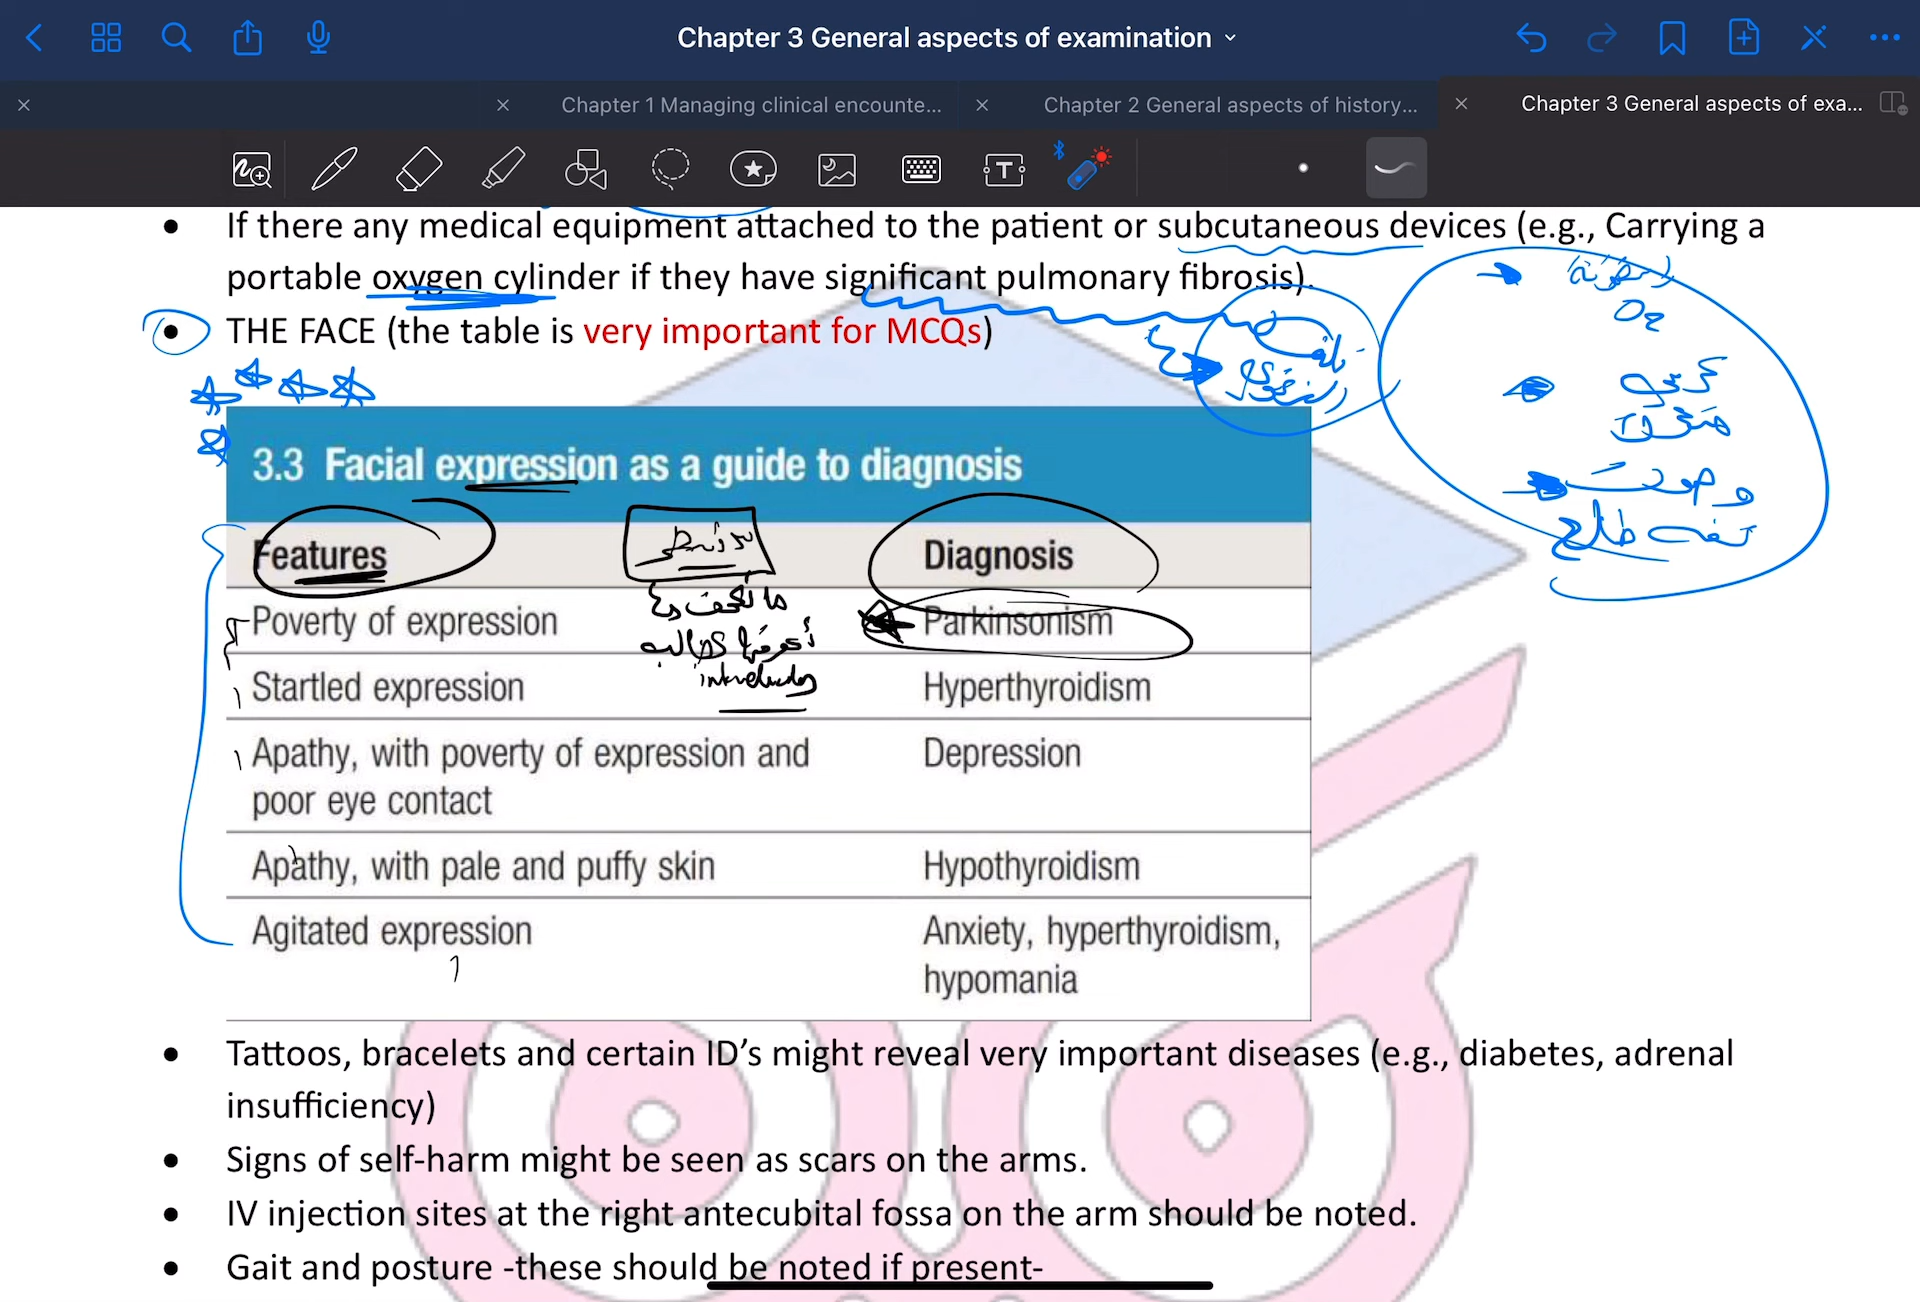 Chapter 3 General aspects of examination
Chapter 1 Managing clinical encounte...
Chapter 2 General aspects of history...
Chapter 3 General aspects of exa...
If there any medical equipment attached to the patient or subcutaneous devices (e.g., Carrying a
portable oxygen cylinder if they have significant pulmonary fibrosis).
O2
• THE FACE (the table is very important for MCQs)
3.3 Facial expression as a guide to diagnosis
Features Diagnosis
Poverty of expression Parkinsonism
Startled expression Hyperthyroidism
Apathy, with poverty of expression and Depression
poor eye contact
Apathy, with pale and puffy skin Hypothyroidism
Agitated expression Anxiety, hyperthyroidism,
hypomania
• Tattoos, bracelets and certain ID’s might reveal very important diseases (e.g., diabetes, adrenal
insufficiency)
• Signs of self-harm might be seen as scars on the arms.
• IV injection sites at the right antecubital fossa on the arm should be noted.
• Gait and posture -these should be noted if present-